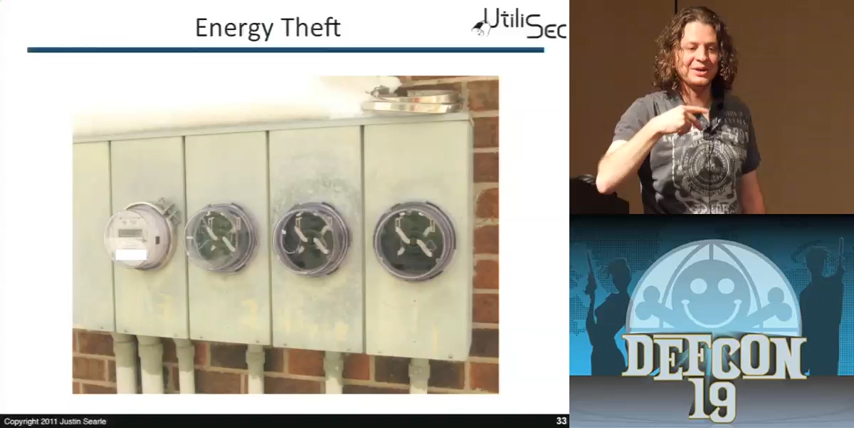 Energy Theft
UtiliSec
DEFCON
19
Copyright 2011 Justin Searle
33